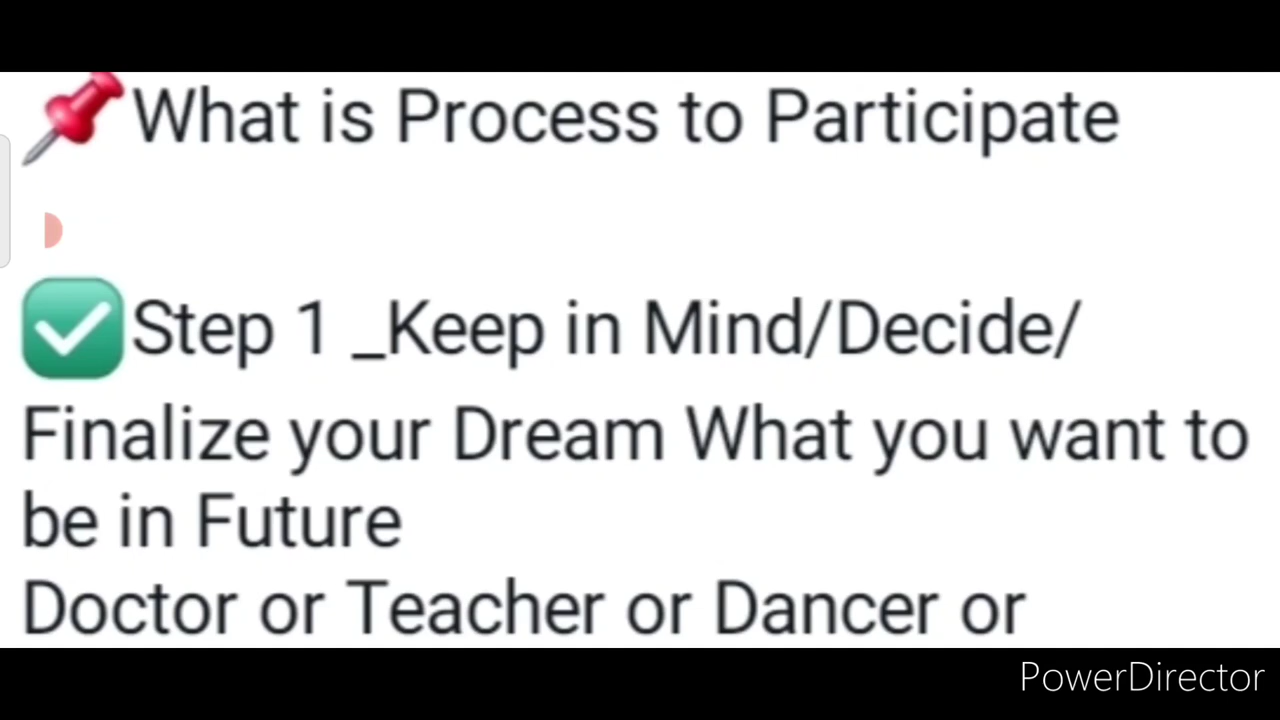 📌What is Process to Participate
✅Step 1 _Keep in Mind/Decide/
Finalize your Dream What you want to
be in Future
Doctor or Teacher or Dancer or
PowerDirector